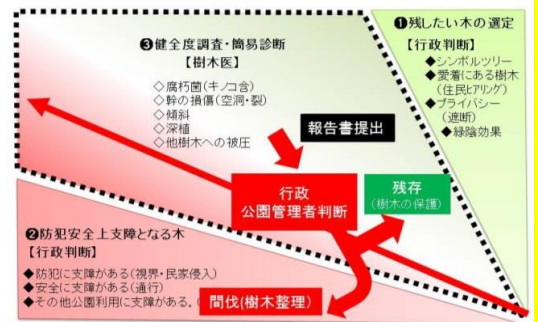 ❶残したい木の選定
【行政判断】
◆シンボルツリー
◆愛着にある樹木
(住民ヒアリング)
◆プライバシー
(遮断)
◆緑陰効果
❸健全度調査・簡易診断
【樹木医】
◇腐朽菌(キノコ含)
◇幹の損傷(空洞・裂)
◇傾斜
◇深植
◇他樹木への被圧
報告書提出
行政
公園管理者判断
残存
(樹木の保護)
❷防犯安全上支障となる木
【行政判断】
◆防犯に支障がある(視界・民家侵入)
◆安全に支障がある(通行)
◆その他公園利用に支障がある。(
間伐(樹木整理)